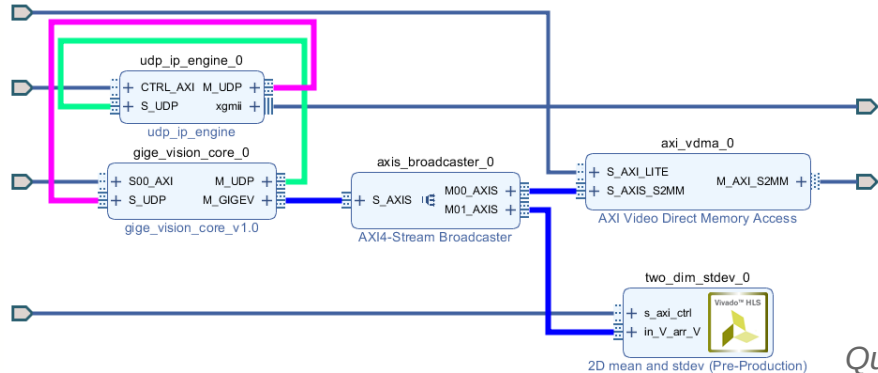 udp_ip_engine_0
CTRL_AXI M_UDP
S_UDP xgmii
udp_ip_engine
gige_vision_core_0
S00_AXI M_UDP
S_UDP M_GIGEV
gige_vision_core_v1.0
axis_broadcaster_0
S_AXIS M00_AXIS
M01_AXIS
AXI4-Stream Broadcaster
axi_vdma_0
S_AXI_LITE
S_AXIS_S2MM M_AXI_S2MM
AXI Video Direct Memory Access
two_dim_stdev_0
s_axi_ctrl
in_V_arr_V
Vivado™ HLS
2D mean and stdev (Pre-Production)
Qu